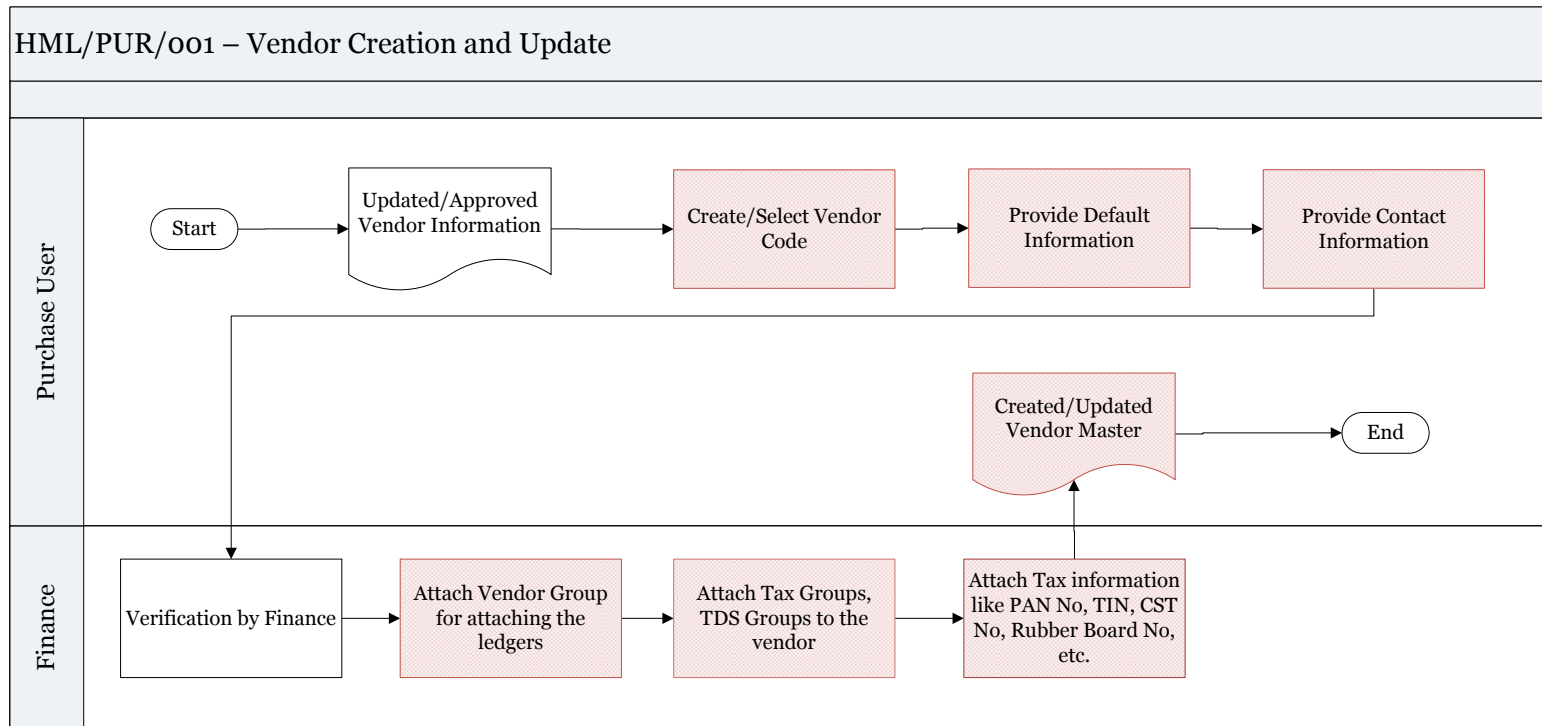 HML/PUR/001 – Vendor Creation and Update
Purchase User
Start
Updated/Approved
Vendor Information
Create/Select Vendor
Code
Provide Default
Information
Provide Contact
Information
Created/Updated
Vendor Master
End
Finance
Verification by Finance
Attach Vendor Group
for attaching the
ledgers
Attach Tax Groups,
TDS Groups to the
vendor
Attach Tax information
like PAN No, TIN, CST
No, Rubber Board No,
etc.